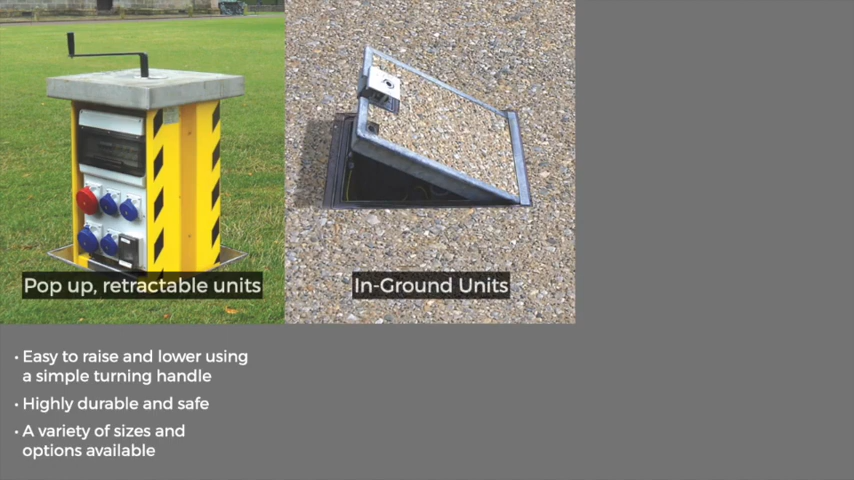 Pop up, retractable units
In-Ground Units
• Easy to raise and lower using
a simple turning handle
• Highly durable and safe
• A variety of sizes and
options available